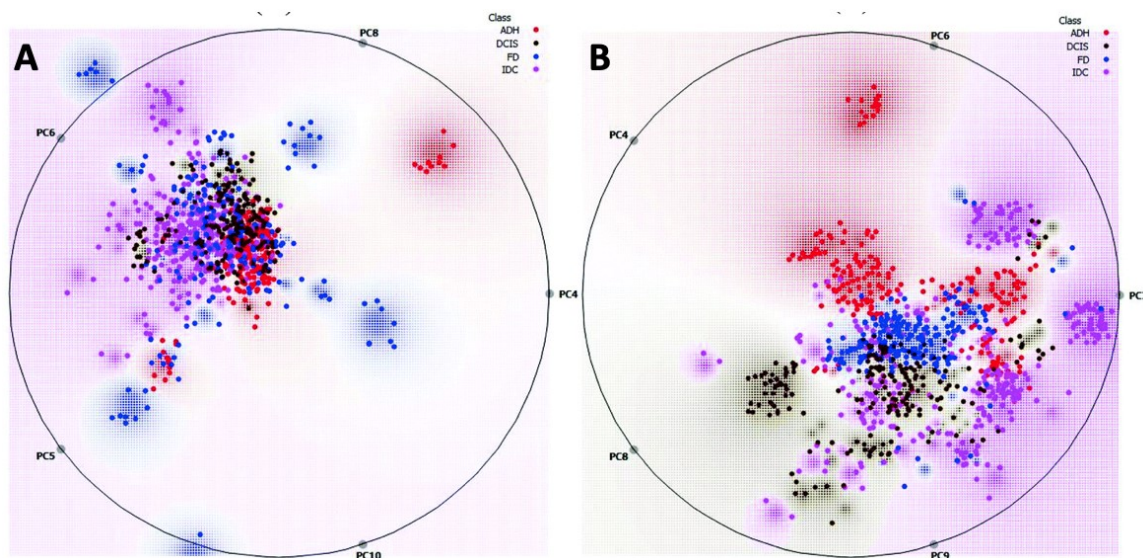 A
Class
ADH
DCIS
FD
IDC
PC8
PC6
PC4
PC5
PC10
B
Class
ADH
DCIS
FD
IDC
PC6
PC4
PC8
PC9